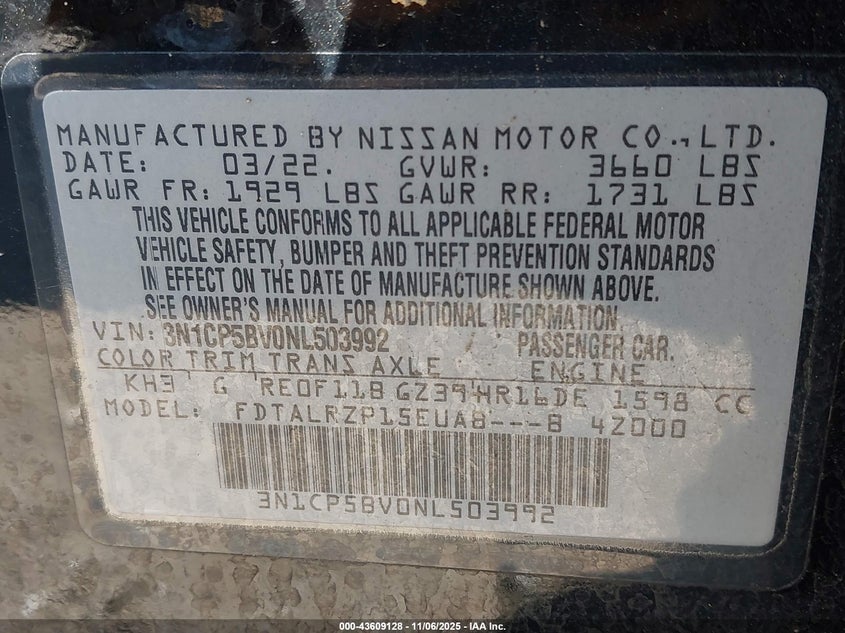 MANUFACTURED BY NISSAN MOTOR CO., LTD.
DATE: 03/22. GVWR: 3660 LBS
GAWR FR: 1929 LBS GAWR RR: 1731 LBS
THIS VEHICLE CONFORMS TO ALL APPLICABLE FEDERAL MOTOR
VEHICLE SAFETY, BUMPER AND THEFT PREVENTION STANDARDS
IN EFFECT ON THE DATE OF MANUFACTURE SHOWN ABOVE.
SEE OWNER'S MANUAL FOR ADDITIONAL INFORMATION.
VIN: 3N1CP5BV0NL503992 PASSENGER CAR.
COLOR TRIM TRANS AXLE ENGINE
KH3 G RE0F11B GZ39 HR16DE 1598 CC
MODEL: FDTALRZP15EUA8---B 4Z000
3N1CP5BV0NL503992
000-43609128 - 11/06/2025 - IAA Inc.